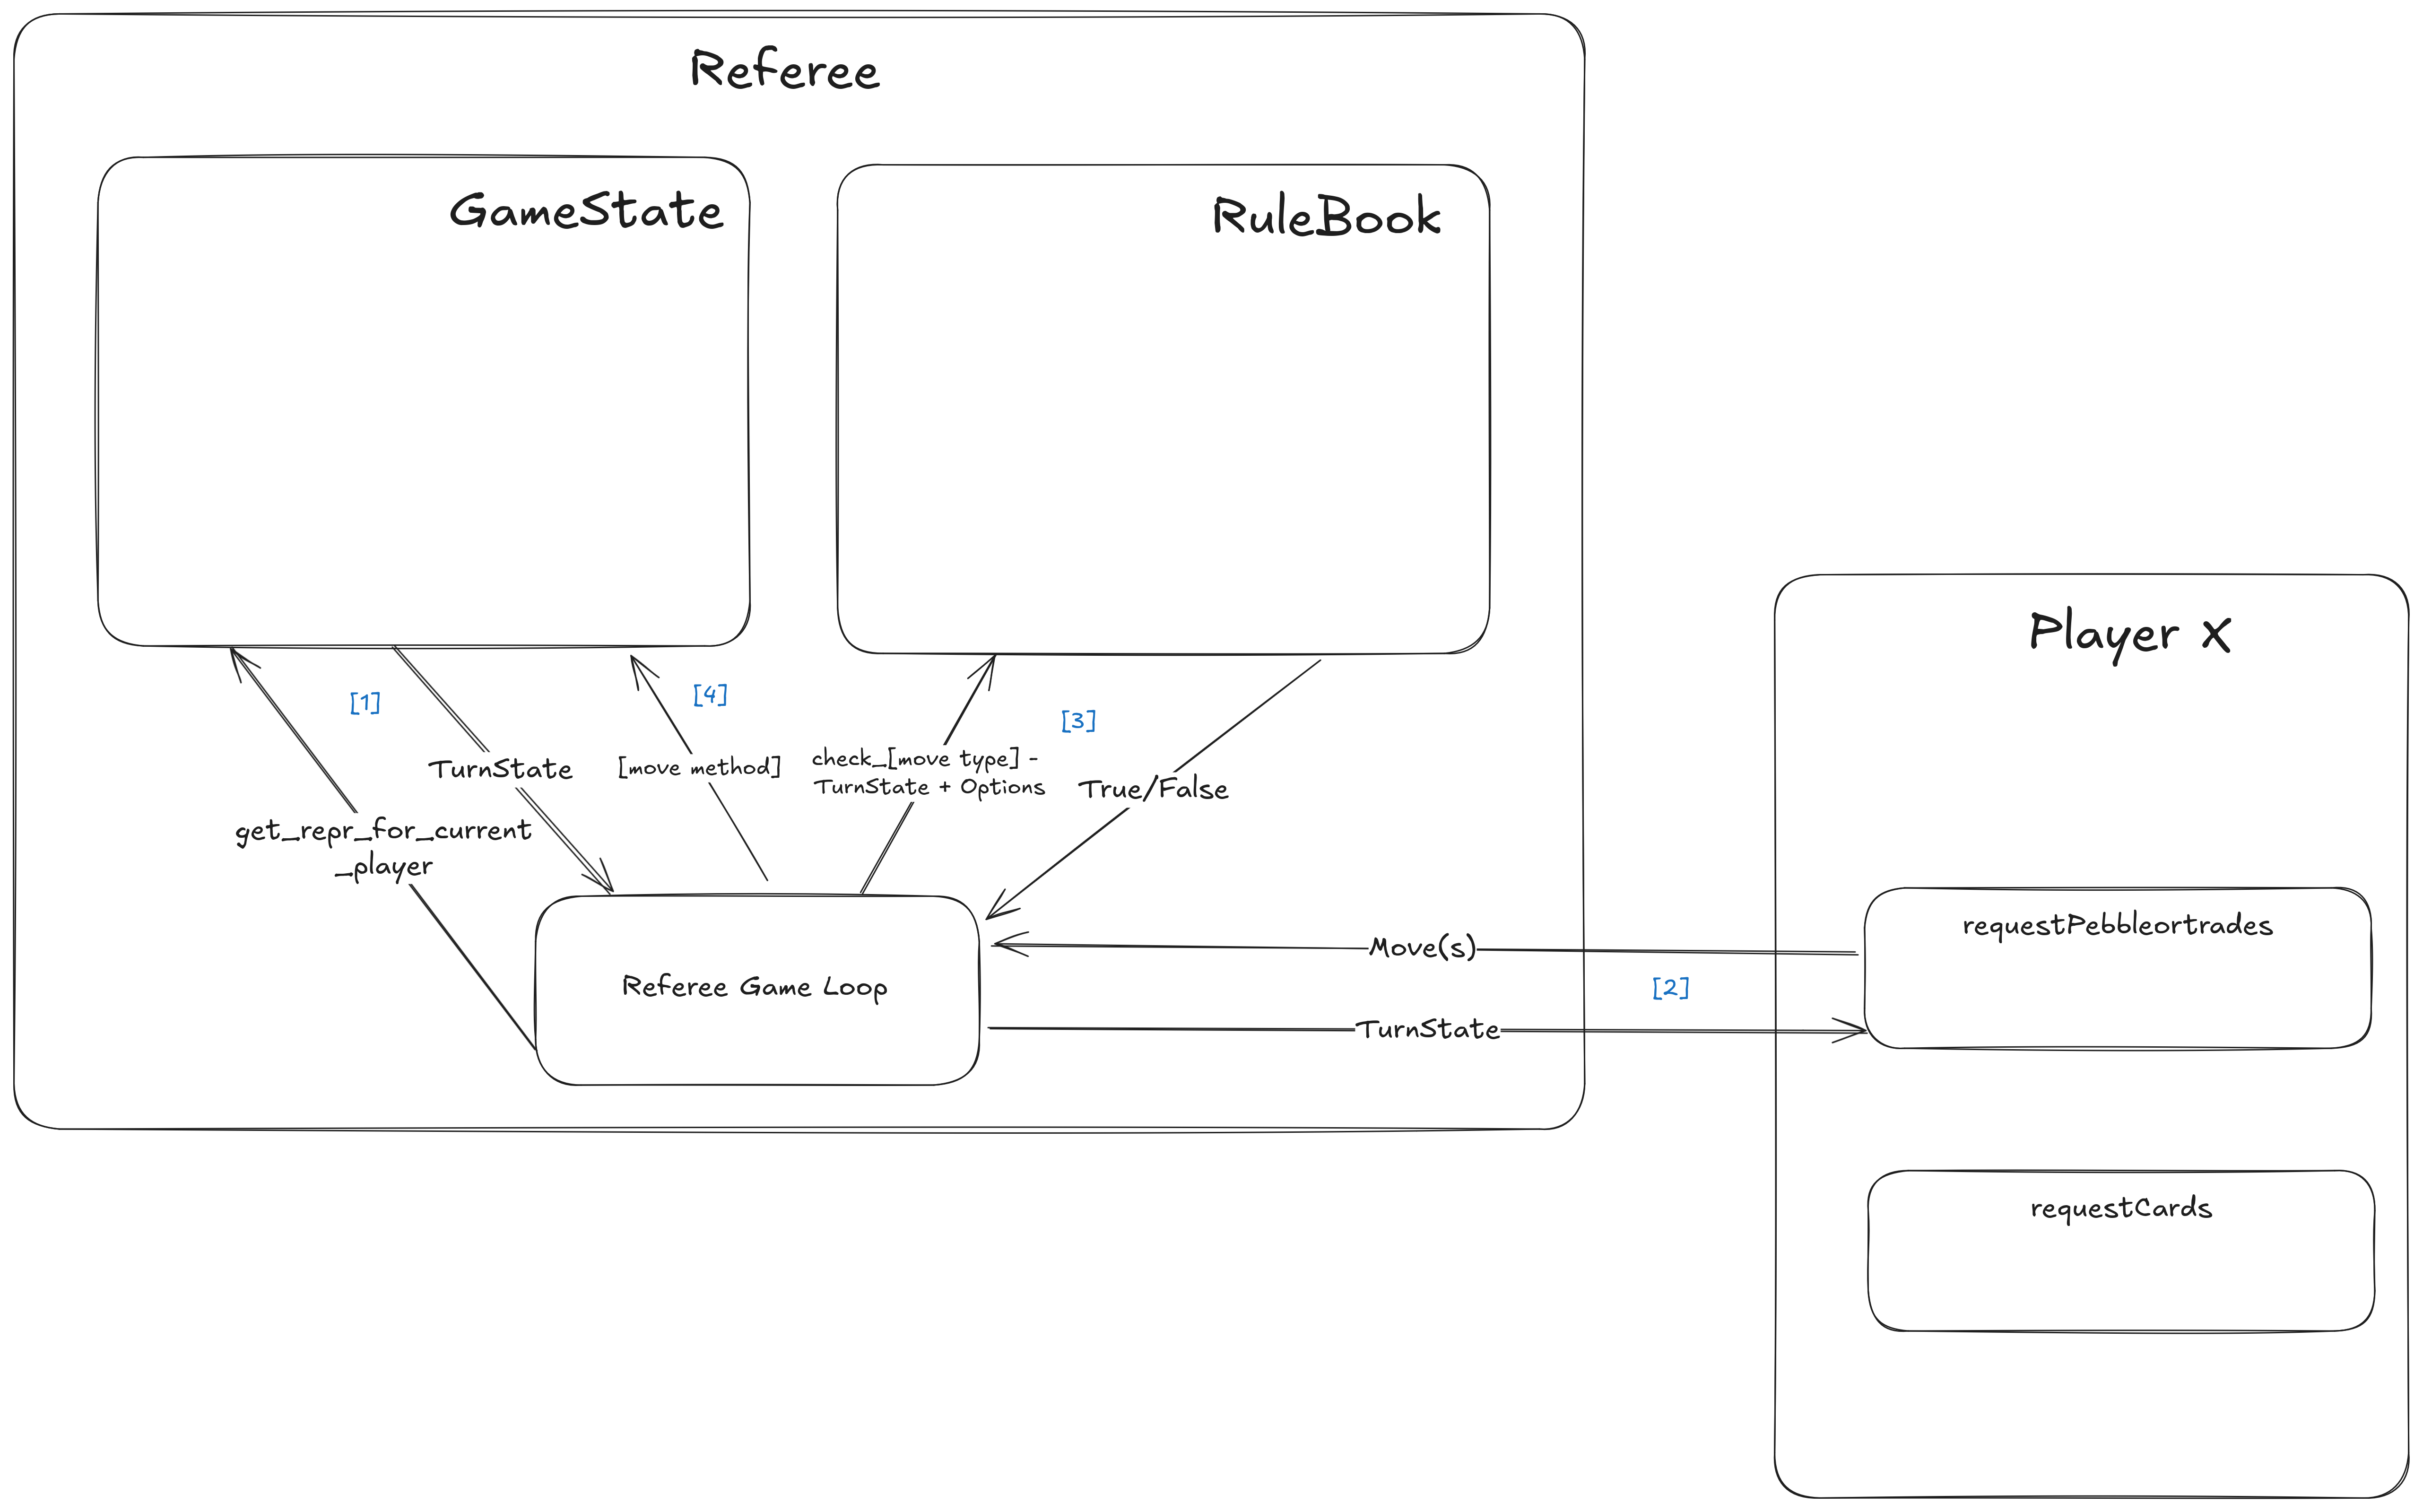 Referee
GameState
RuleBook
Player X
[1]
[4]
[3]
TurnState
[move method]
check_[move type] -
TurnState + Options
True/False
get_repr_for_current
_player
requestPebbleortrades
Move(s)
Referee Game Loop
[2]
TurnState
requestCards